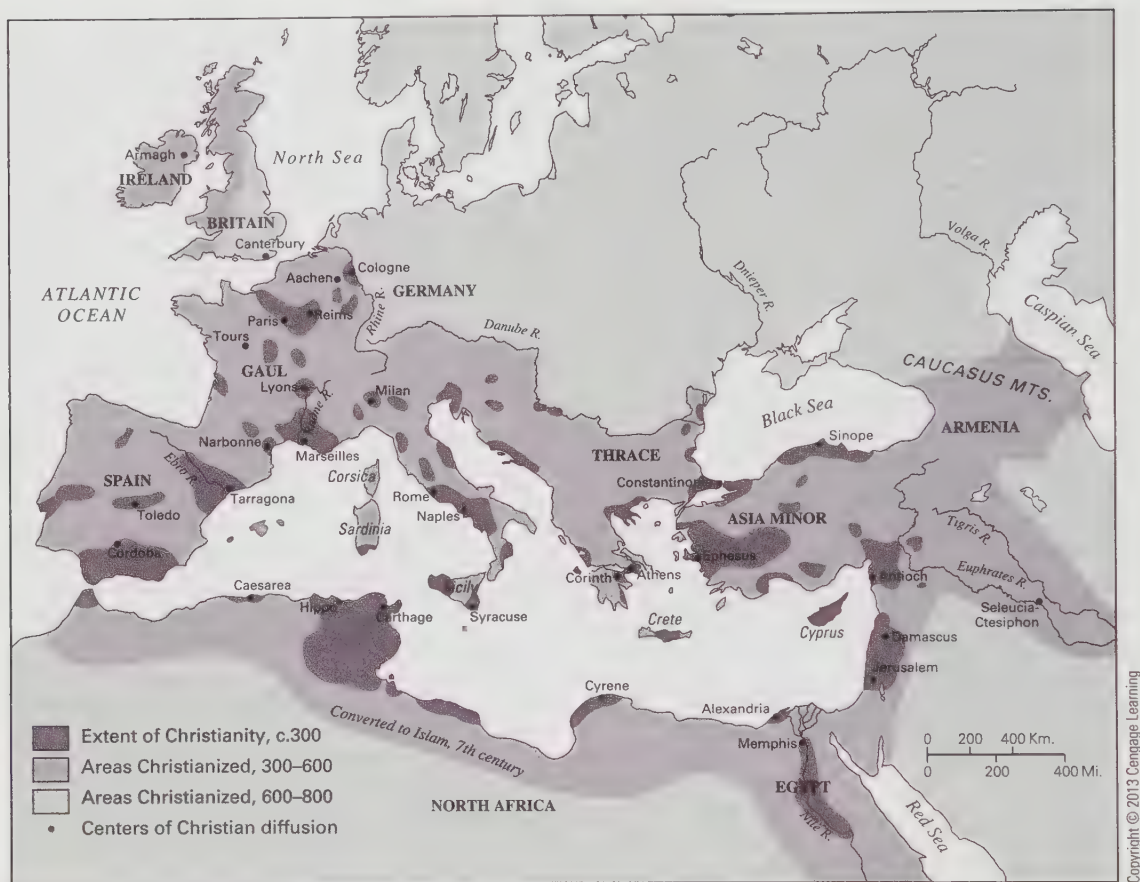 North Sea
Armagh
IRELAND
BRITAIN
Canterbury
ATLANTIC
OCEAN
Aachen
Cologne
GERMANY
Rhine R.
Paris
Reims
Tours
GAUL
Lyons
Danube R.
Dnieper R.
Volga R.
Caspian Sea
CAUCASUS MTS.
Black Sea
ARMENIA
Milan
Narbonne
Marseilles
Ebro R.
SPAIN
Toledo
Tarragona
Cordoba
Corsica
Sardinia
Rome
Naples
THRACE
Sinope
ASIA MINOR
Ephesus
Corinth
Athens
Antioch
Tigris R.
Euphrates R.
Seleucia-
Ctesiphon
Caesarea
Hippo
Carthage
Syracuse
Crete
Cyprus
Damascus
Jerusalem
Cyrene
Alexandria
Memphis
EGYPT
Nile R.
Red Sea
Converted to Islam, 7th century
NORTH AFRICA
0 200 400 Km.
0 200 400 Mi.
Extent of Christianity, c.300
Areas Christianized, 300–600
Areas Christianized, 600–800
Centers of Christian diffusion
Copyright © 2013 Cengage Learning